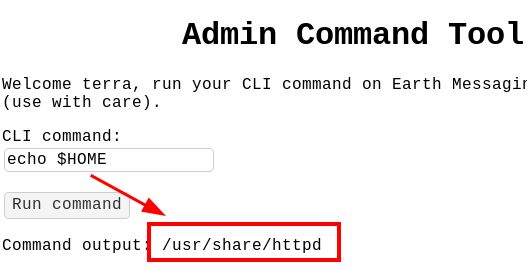 Admin Command Tool
Welcome terra, run your CLI command on Earth
(use with care).
CLI command:
echo $HOME
Run command
Command output: /usr/share/httpd